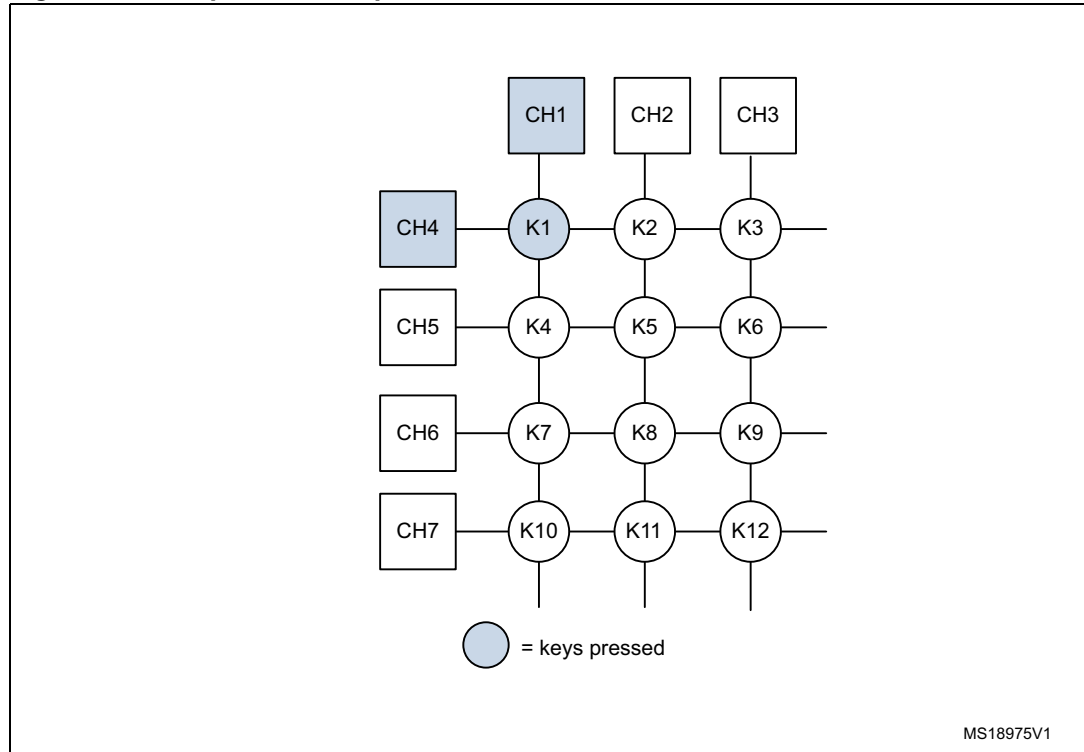 CH1 CH2 CH3
CH4 K1 K2 K3
CH5 K4 K5 K6
CH6 K7 K8 K9
CH7 K10 K11 K12
= keys pressed
MS18975V1